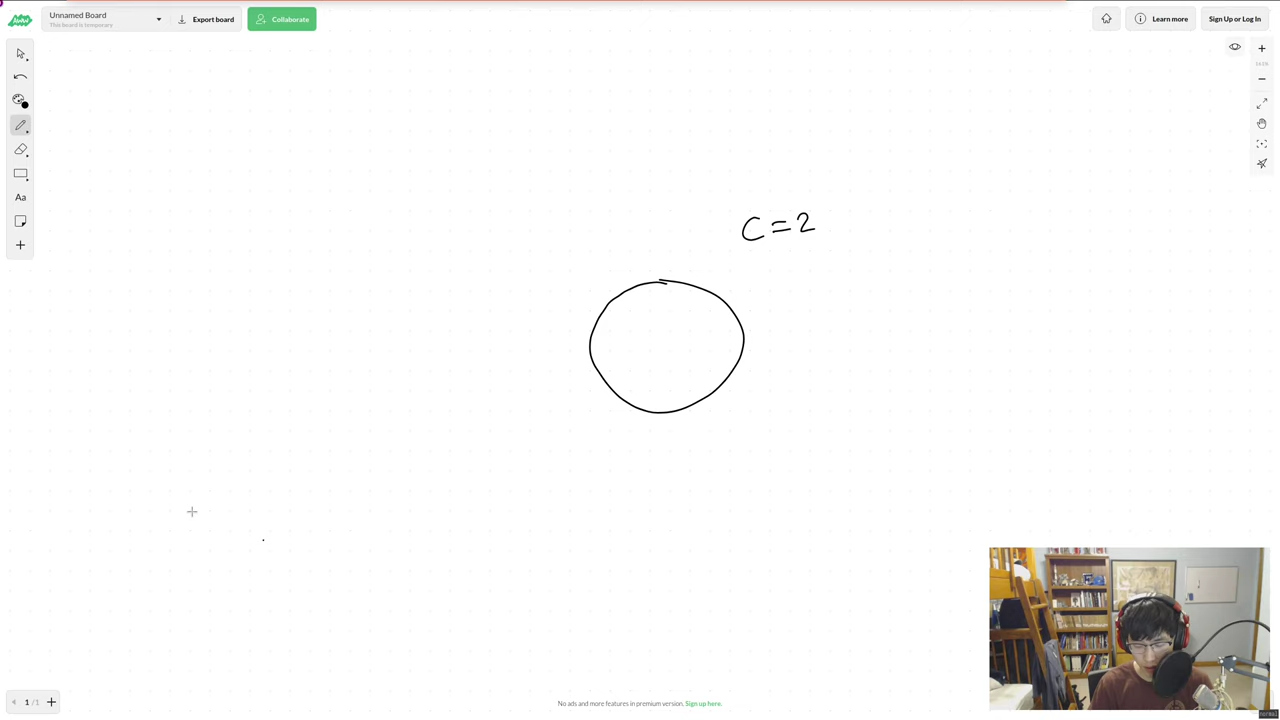 Unnamed Board
This board is temporary
Export board
Collaborate
Learn more
Sign Up or Log In
C=2
Aa
1 /1
No ads and more features in premium version. Sign up here.
normal